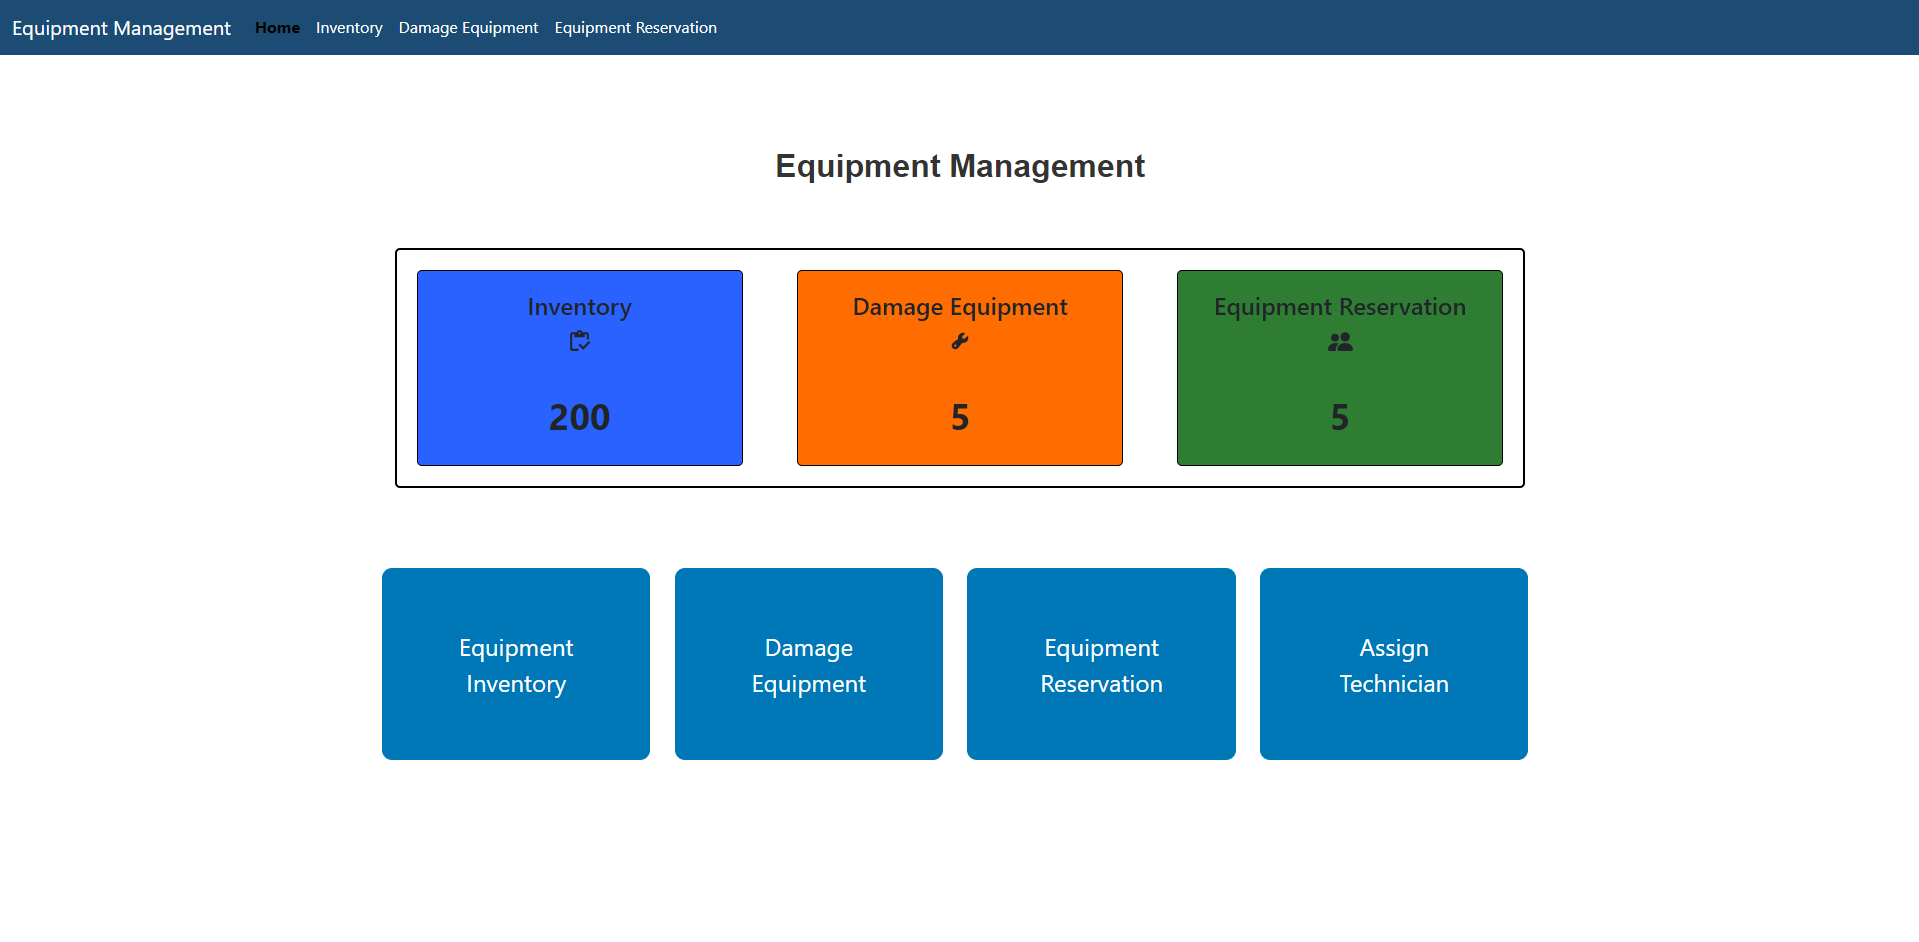 Equipment Management Home Inventory Damage Equipment Equipment Reservation
Equipment Management
Inventory
200
Damage Equipment
5
Equipment Reservation
5
Equipment
Inventory
Damage
Equipment
Equipment
Reservation
Assign
Technician